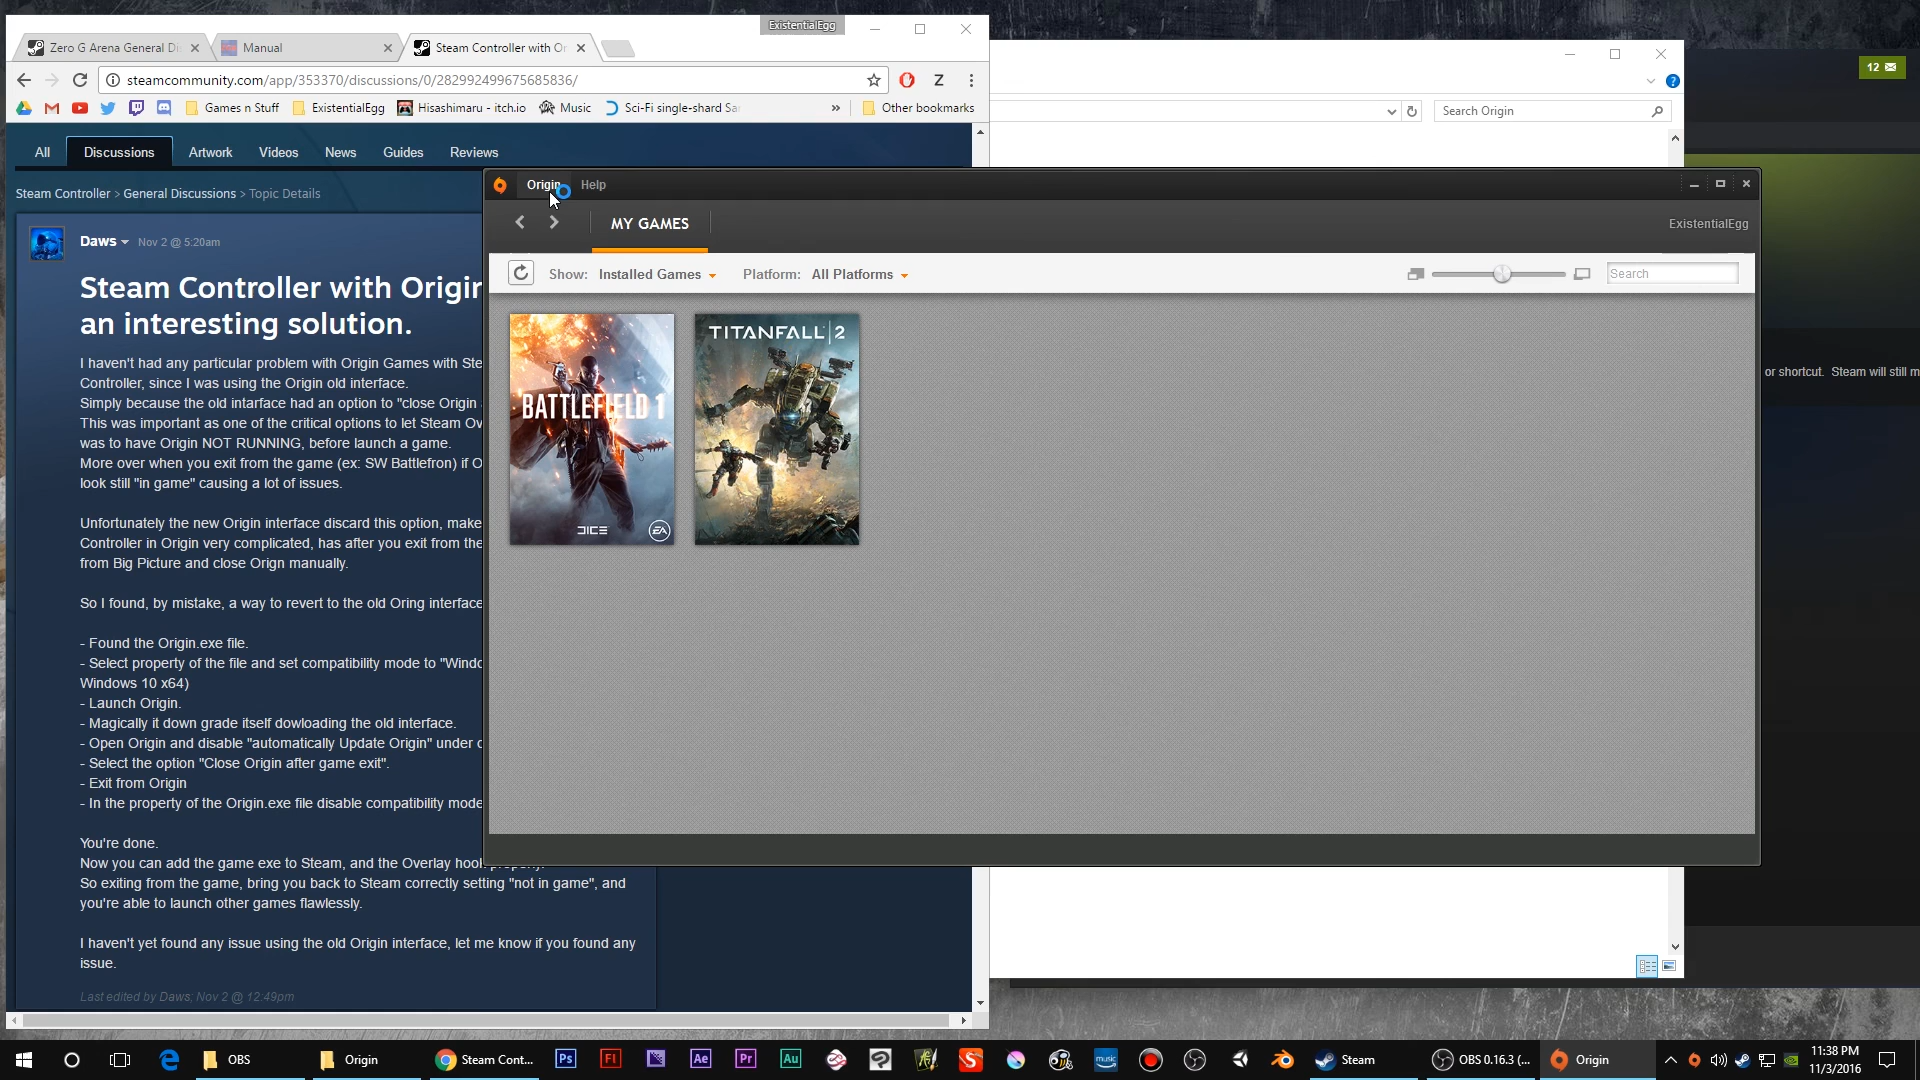 ExistentialEgg
Zero G Arena General Di
Manual
Steam Controller with Or
steamcommunity.com/app/353370/discussions/0/282992499675685836/
Z
Games n Stuff
ExistentialEgg
Hisashimaru - itch.io
Music
Sci-Fi single-shard
»
Other bookmarks
All
Discussions
Artwork
Videos
News
Guides
Reviews
Steam Controller > General Discussions > Topic Details
Daws
Nov 2 @ 5:20am
Steam Controller with Origin
an interesting solution.
I haven't had any particular problem with Origin Games with Ste
Controller, since I was using the Origin old interface.
Simply because the old intarface had an option to "close Origin
This was important as one of the critical options to let Steam Ov
was to have Origin NOT RUNNING, before launch a game.
More over when you exit from the game (ex: SW Battlefron) if O
look still "in game" causing a lot of issues.
Unfortunately the new Origin interface discard this option, make
Controller in Origin very complicated, has after you exit from the
from Big Picture and close Orign manually.
So I found, by mistake, a way to revert to the old Oring interface
- Found the Origin.exe file.
- Select property of the file and set compatibility mode to "Windo
Windows 10 x64)
- Launch Origin.
- Magically it down grade itself dowloading the old interface.
- Open Origin and disable "automatically Update Origin" under
- Select the option "Close Origin after game exit".
- Exit from Origin
- In the property of the Origin.exe file disable compatibility mode
You're done.
Now you can add the game exe to Steam, and the Overlay hook properly.
So exiting from the game, bring you back to Steam correctly setting "not in game", and
you're able to launch other games flawlessly.
I haven't yet found any issue using the old Origin interface, let me know if you found any
issue.
Last edited by Daws; Nov 2 @ 12:49pm
Search Origin
12
or shortcut. Steam will still m
Origin
Help
MY GAMES
ExistentialEgg
Show:
Installed Games
Platform:
All Platforms
Search
BATTLEFIELD 1
DICE
EA
TITANFALL 2
OBS
Origin
Steam Cont...
Ps
Fl
Ae
Pr
Au
music
Steam
OBS 0.16.3 (...
Origin
11:38 PM
11/3/2016